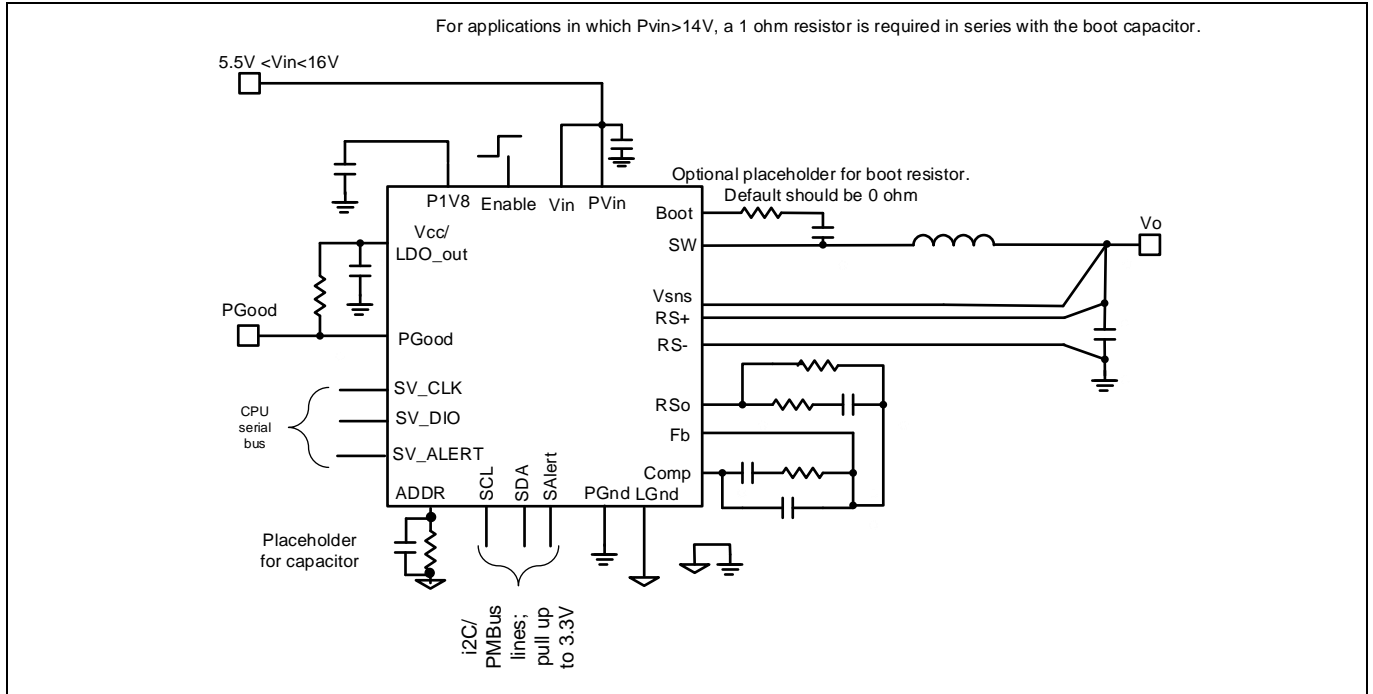 For applications in which Pvin>14V, a 1 ohm resistor is required in series with the boot capacitor.
5.5V <Vin<16V
Optional placeholder for boot resistor.
Default should be 0 ohm
P1V8
Enable
Vin
PVin
Boot
Vo
Vcc/
LDO_out
SW
Vsns
RS+
RS-
PGood
PGood
SV_CLK
SV_DIO
SV_ALERT
CPU
serial
bus
RSo
Fb
Comp
ADDR
SCL
SDA
SAlert
PGnd
LGnd
Placeholder
for capacitor
i2C/
PMBus
lines;
pull up
to 3.3V